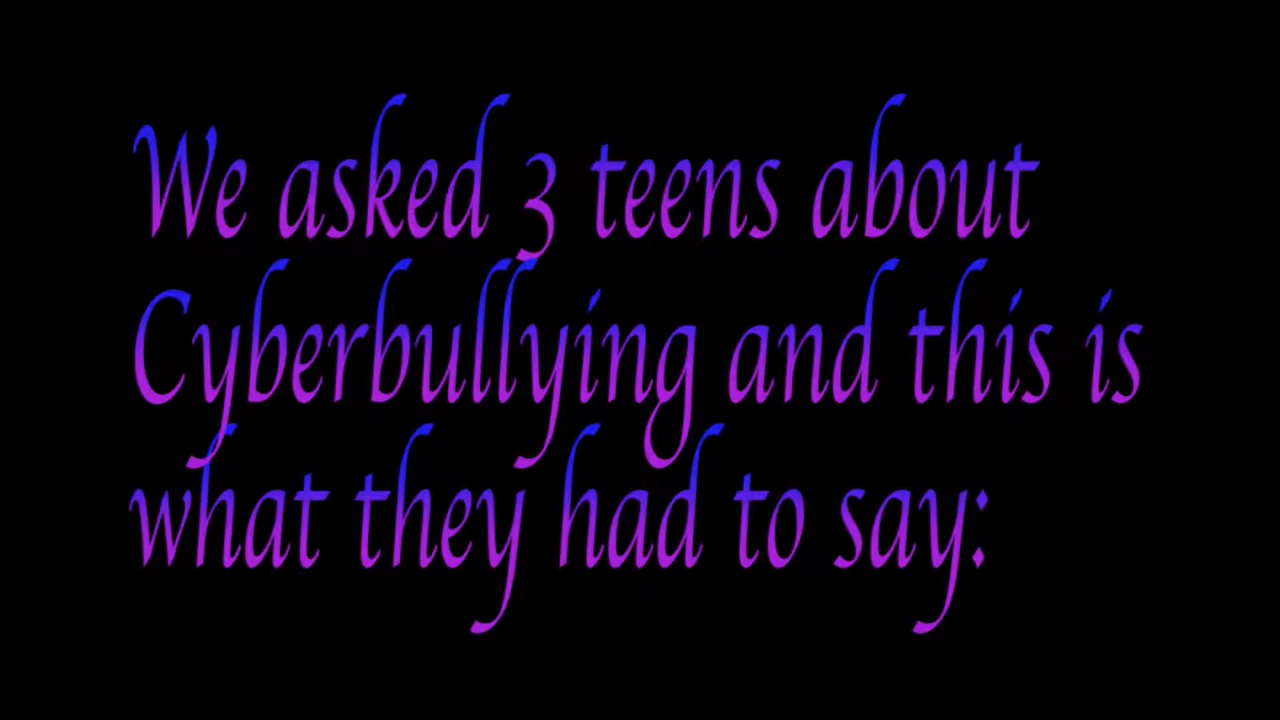 We asked 3 teens about
Cyberbullying and this is
what they had to say: